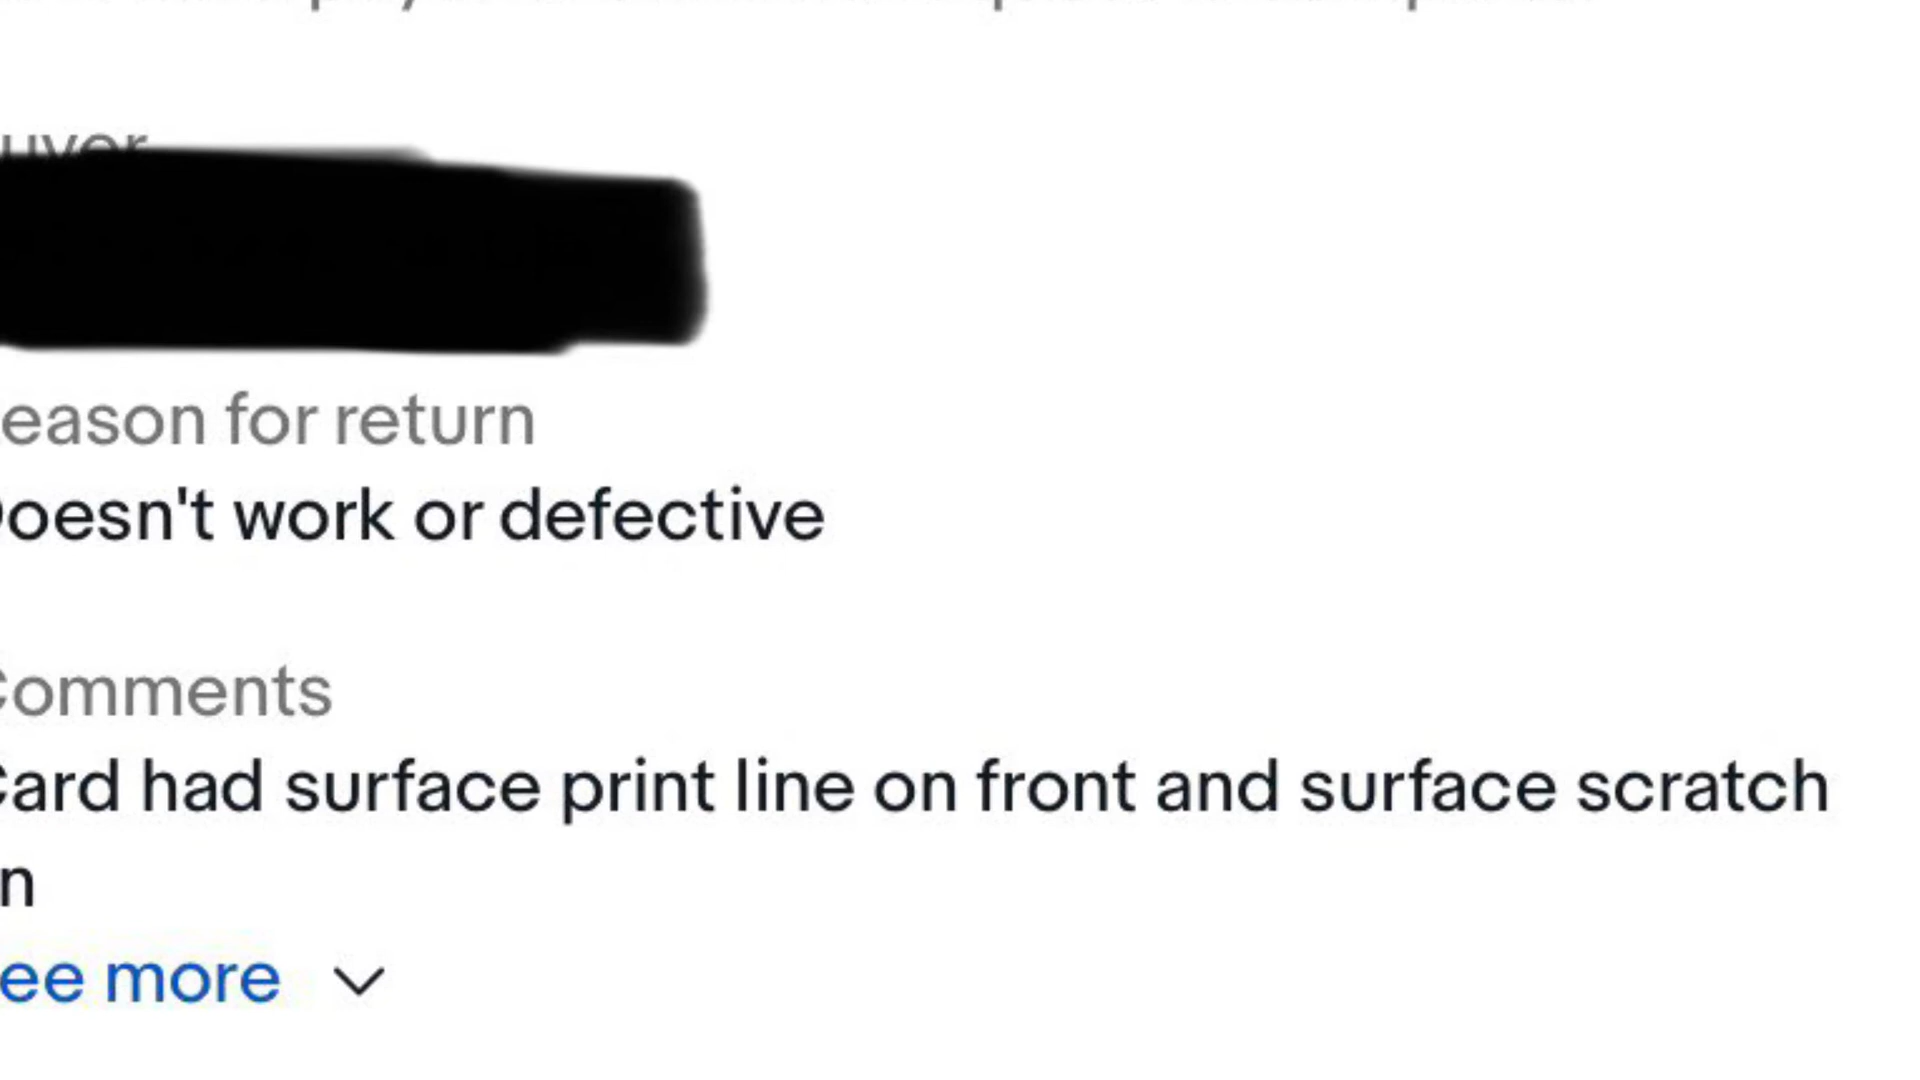 eason for return
oesn't work or defective
omments
ard had surface print line on front and surface scratch
n
ee more